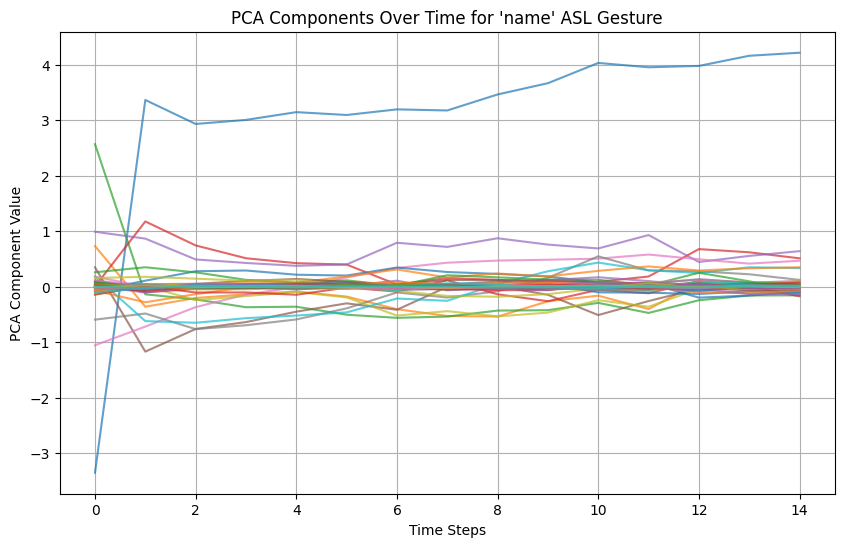 PCA Components Over Time for 'name' ASL Gesture
PCA Component Value
4
3
2
1
0
−1
−2
−3
0 2 4 6 8 10 12 14
Time Steps